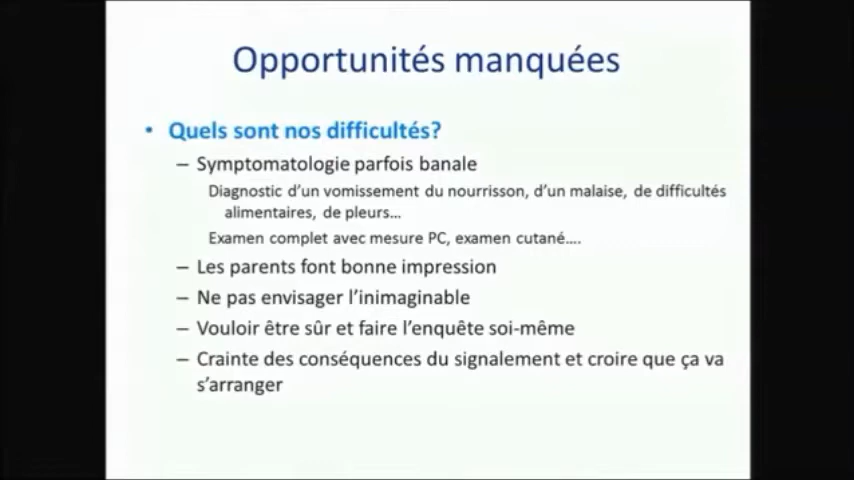 Opportunités manquées
• Quels sont nos difficultés?
– Symptomatologie parfois banale
Diagnostic d'un vomissement du nourrisson, d'un malaise, de difficultés
alimentaires, de pleurs...
Examen complet avec mesure PC, examen cutané....
– Les parents font bonne impression
– Ne pas envisager l'inimaginable
– Vouloir être sûr et faire l'enquête soi-même
– Crainte des conséquences du signalement et croire que ça va
s'arranger